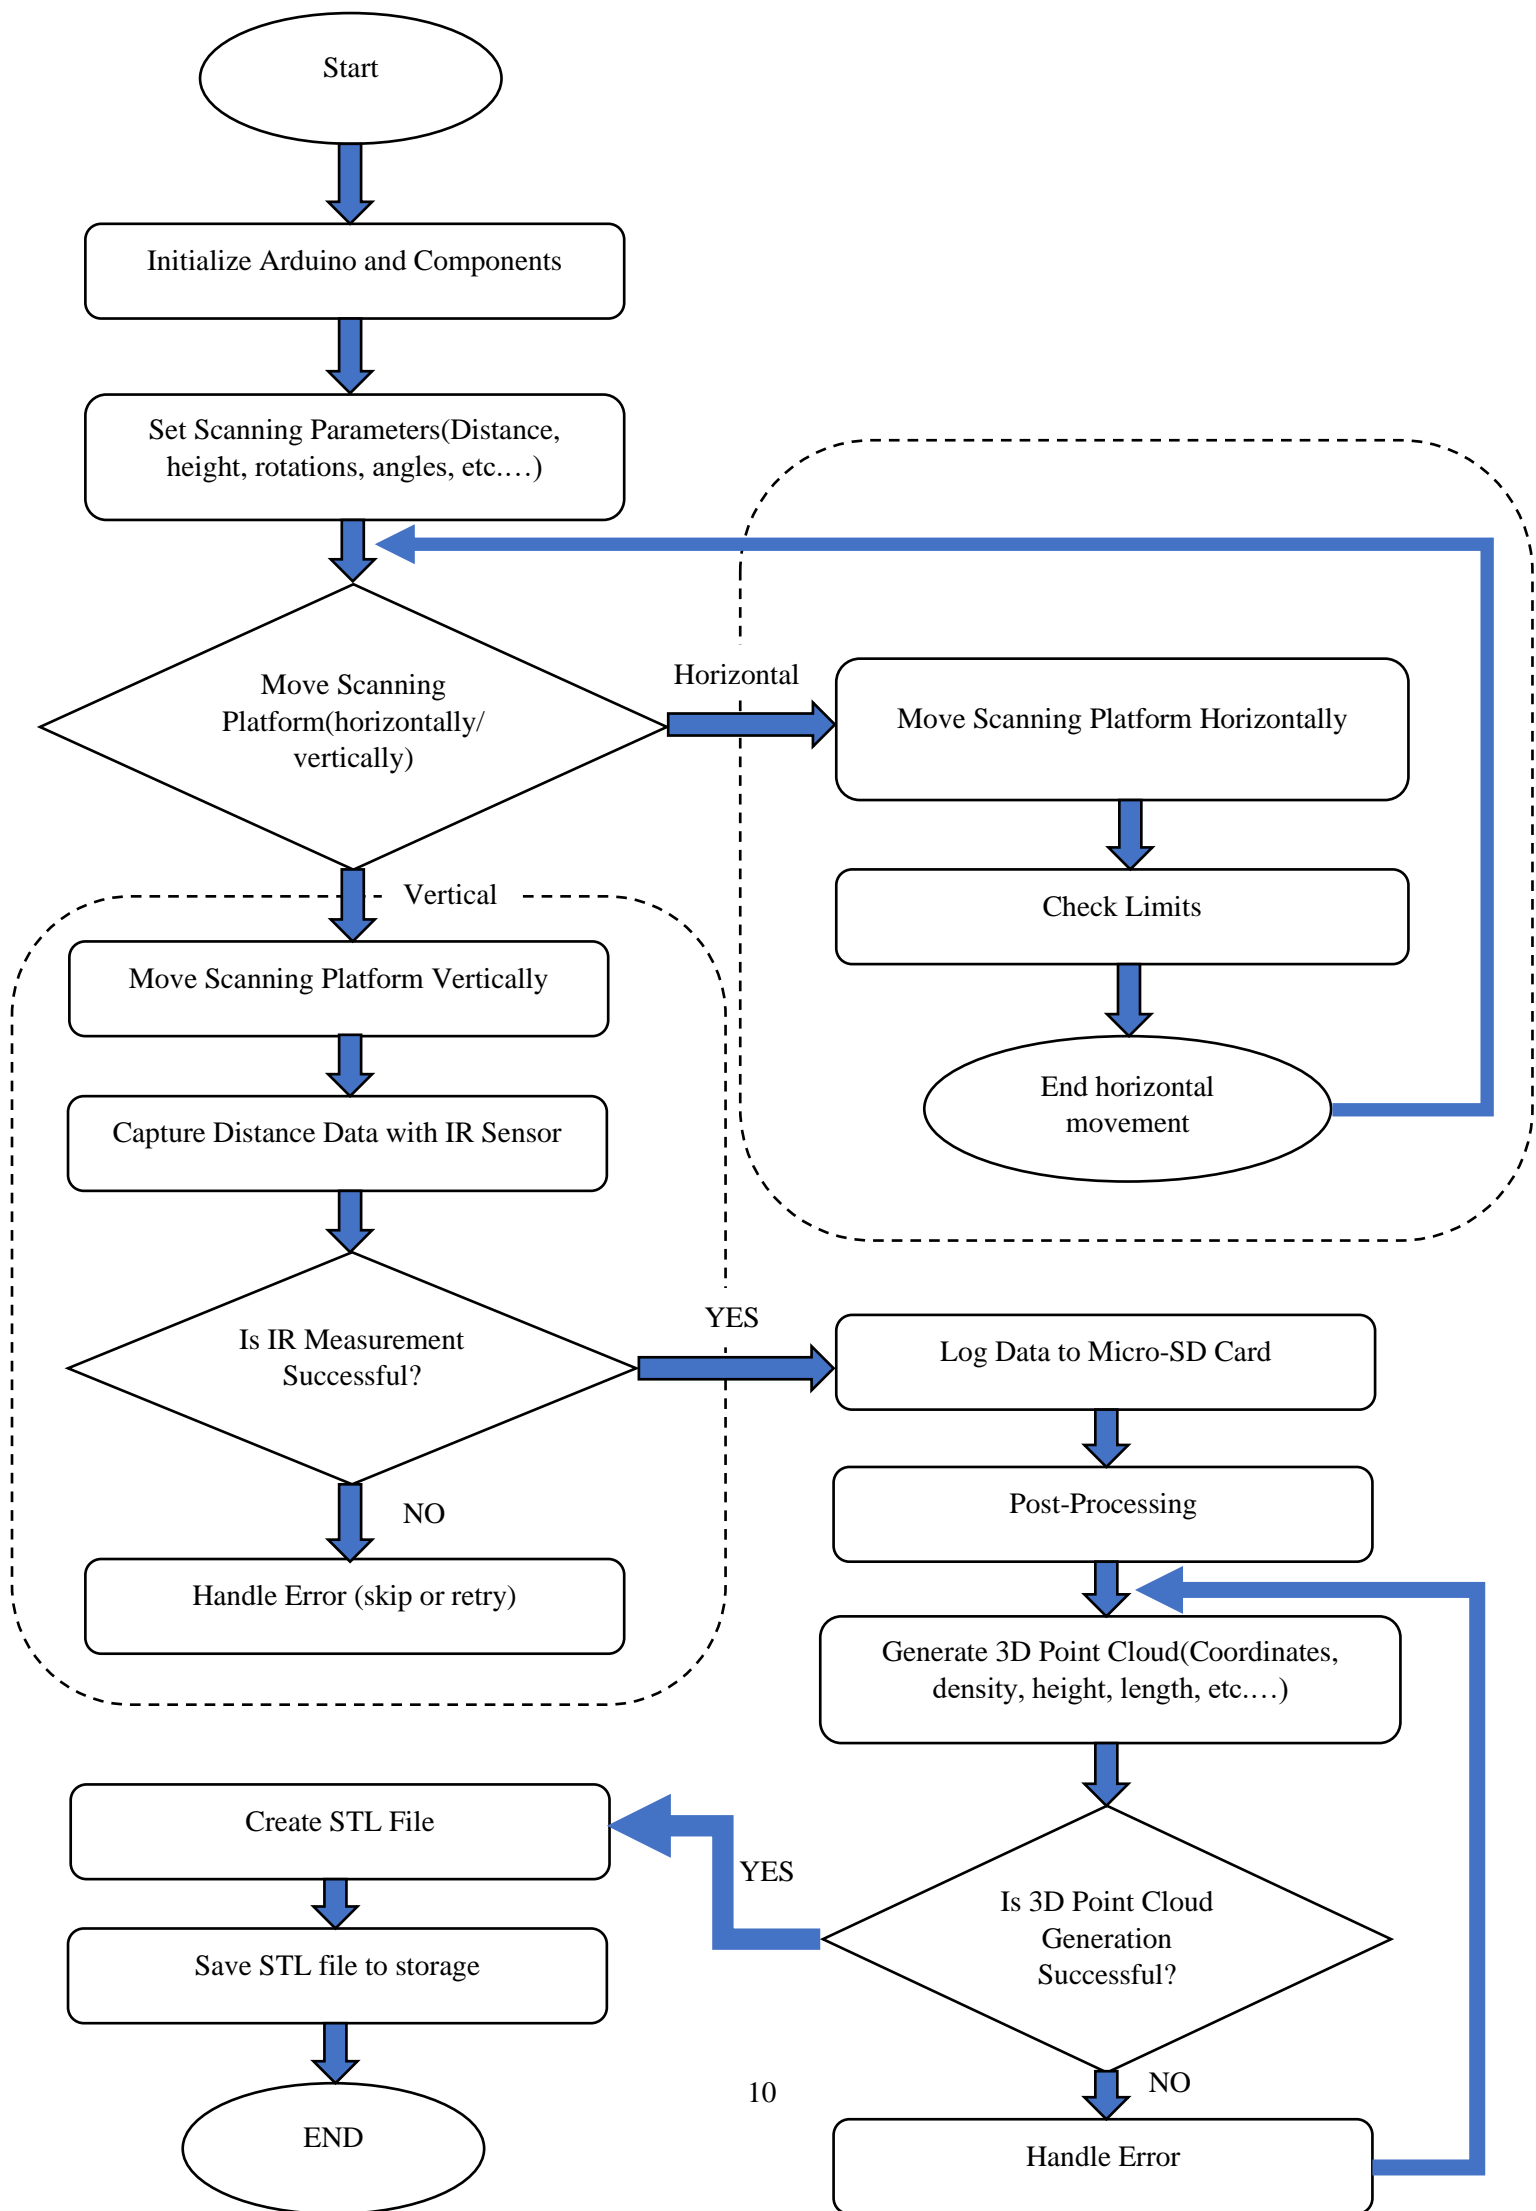 Start
Initialize Arduino and Components
Set Scanning Parameters(Distance,
height, rotations, angles, etc.…)
Move Scanning
Platform(horizontally/
vertically)
Horizontal
Move Scanning Platform Horizontally
Check Limits
End horizontal
movement
Vertical
Move Scanning Platform Vertically
Capture Distance Data with IR Sensor
Is IR Measurement
Successful?
YES
NO
Handle Error (skip or retry)
Log Data to Micro-SD Card
Post-Processing
Generate 3D Point Cloud(Coordinates,
density, height, length, etc.…)
Is 3D Point Cloud
Generation
Successful?
YES
NO
Handle Error
Create STL File
Save STL file to storage
END
10